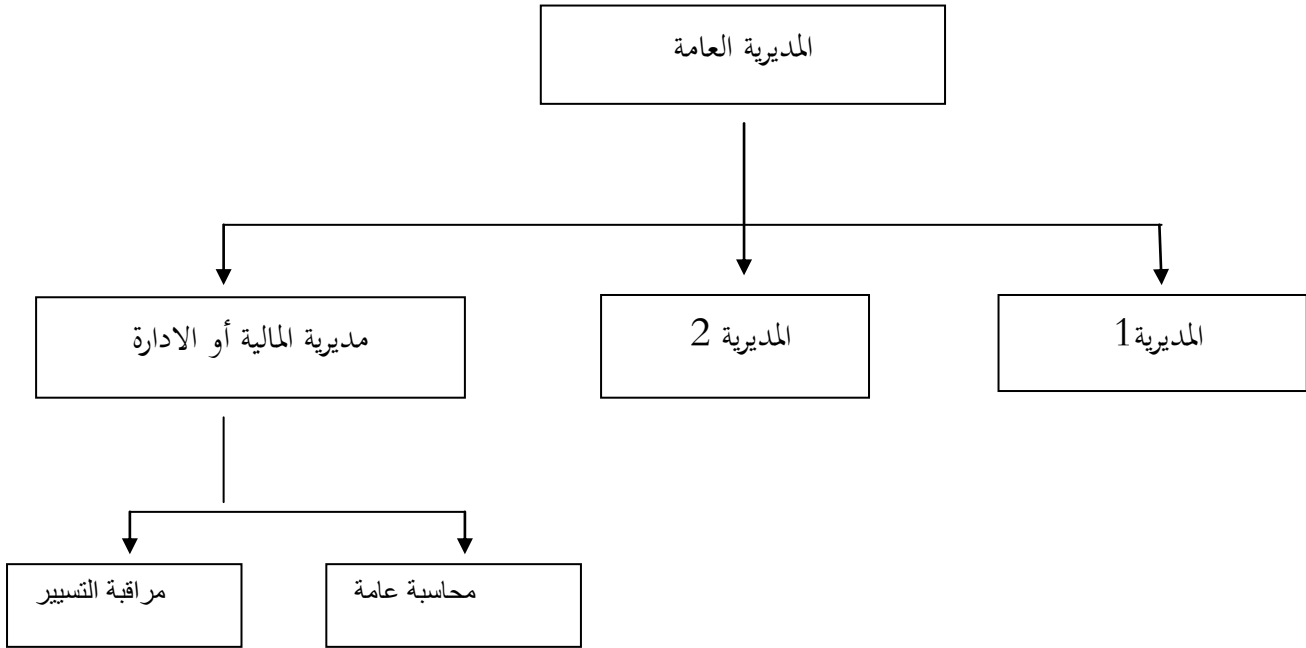 المديرية العامة
المديرية1
المديرية 2
مديرية المالية أو الادارة
محاسبة عامة
مراقبة التسيير